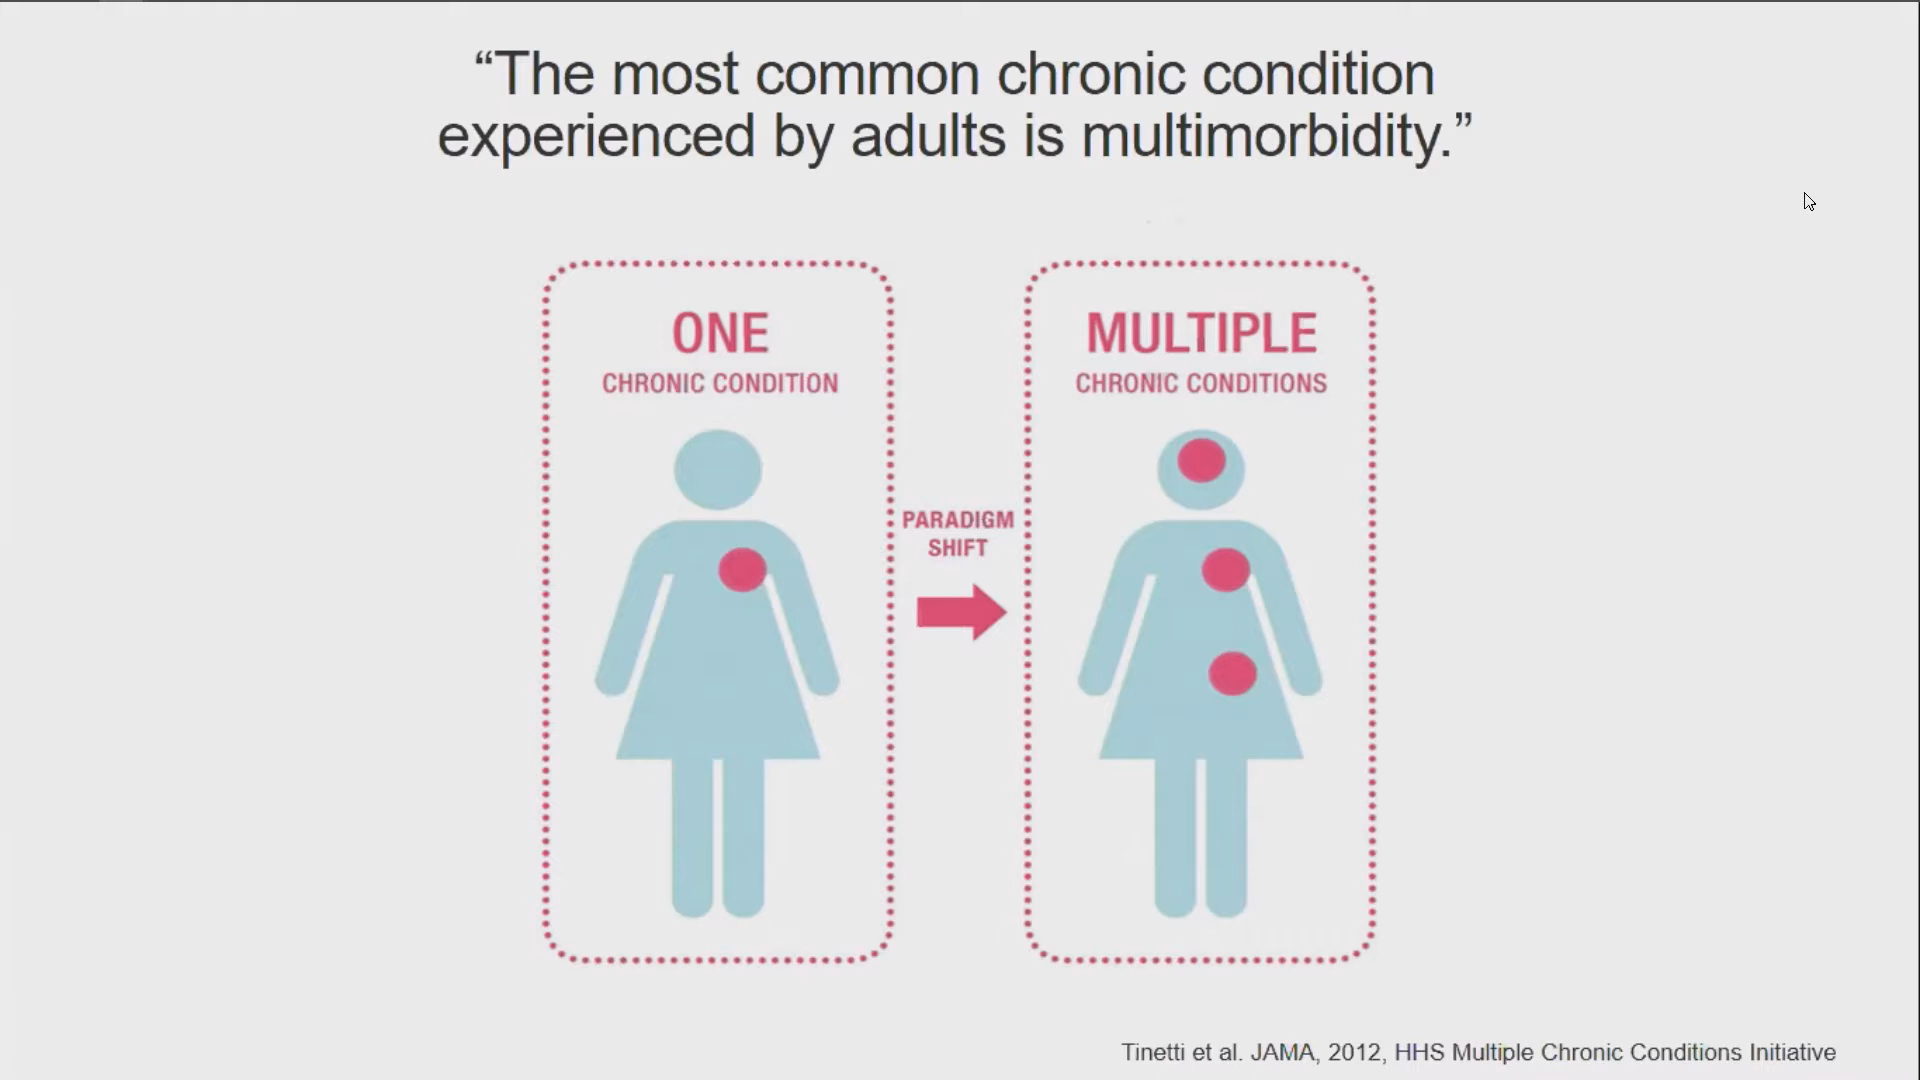 “The most common chronic condition
experienced by adults is multimorbidity.”
ONE
CHRONIC CONDITION
PARADIGM
SHIFT
MULTIPLE
CHRONIC CONDITIONS
Tinetti et al. JAMA, 2012, HHS Multiple Chronic Conditions Initiative